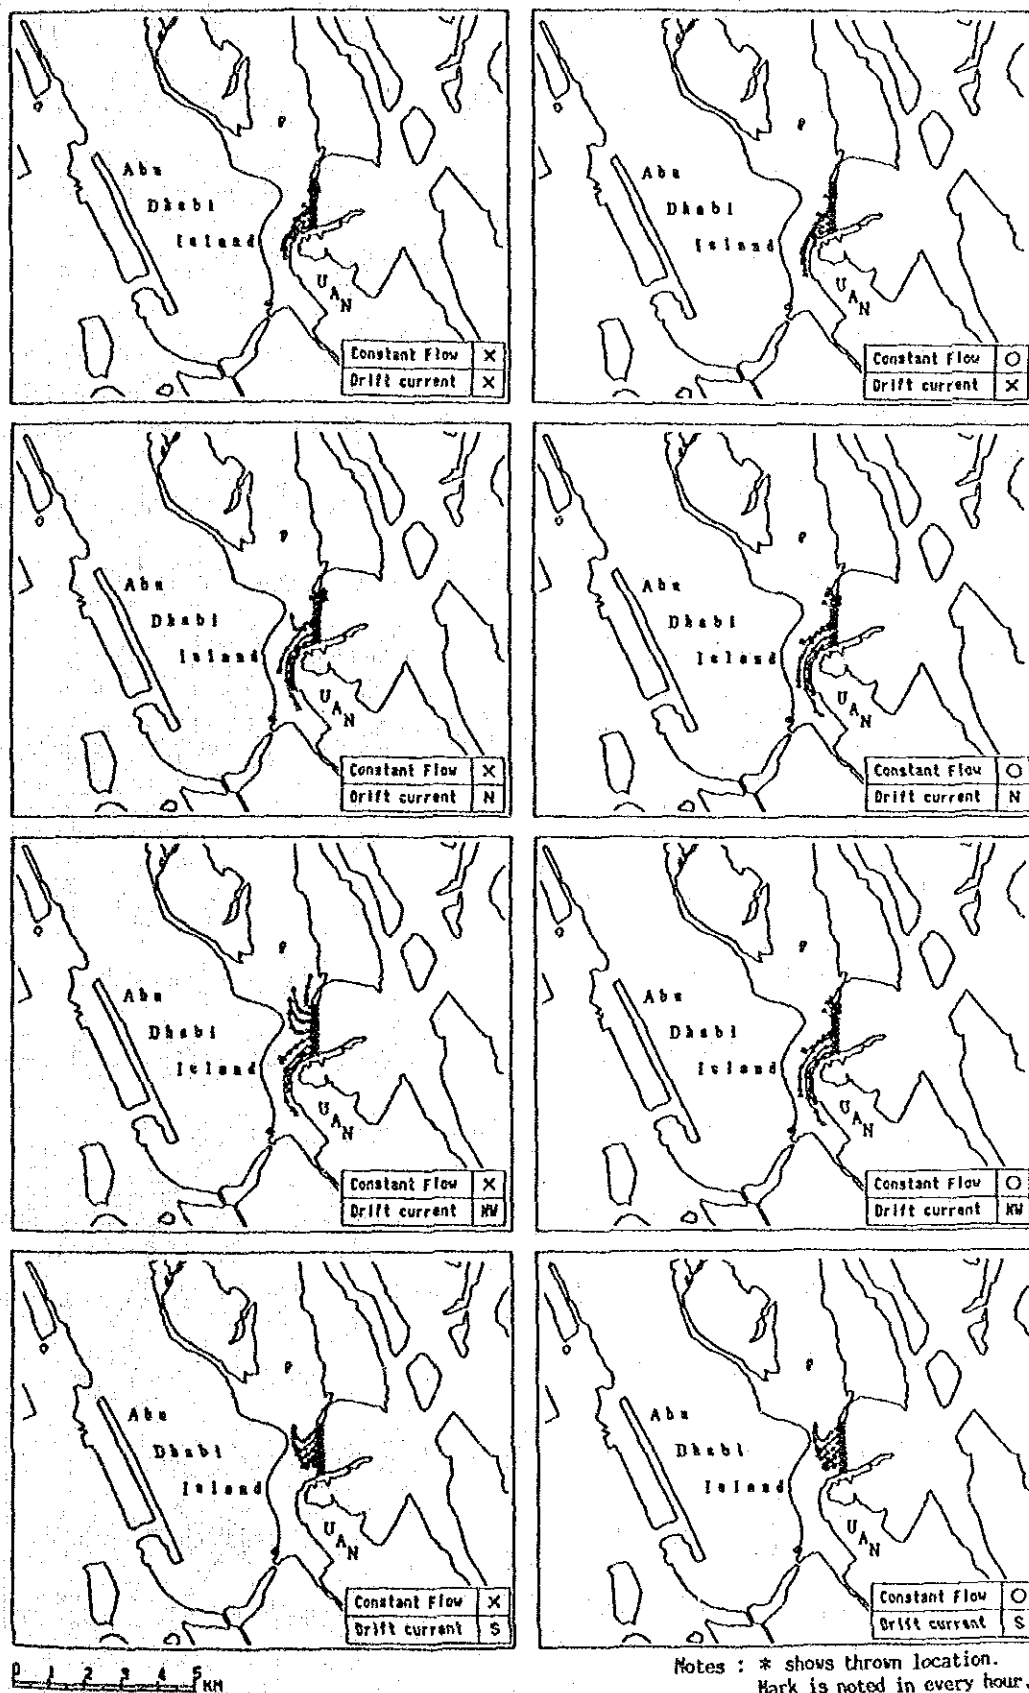 Abu
Dhabi
Island
U A N
Constant Flow X
Drift current X
Abu
Dhabi
Island
U A N
Constant Flow O
Drift current X
Abu
Dhabi
Island
U A N
Constant Flow X
Drift current N
Abu
Dhabi
Island
U A N
Constant Flow O
Drift current N
Abu
Dhabi
Island
U A N
Constant Flow X
Drift current NW
Abu
Dhabi
Island
U A N
Constant Flow O
Drift current NW
Abu
Dhabi
Island
U A N
Constant Flow X
Drift current S
Abu
Dhabi
Island
U A N
Constant Flow O
Drift current S
0 1 2 3 4 5 KM
Notes : * shows thrown location.
Mark is noted in every hour.